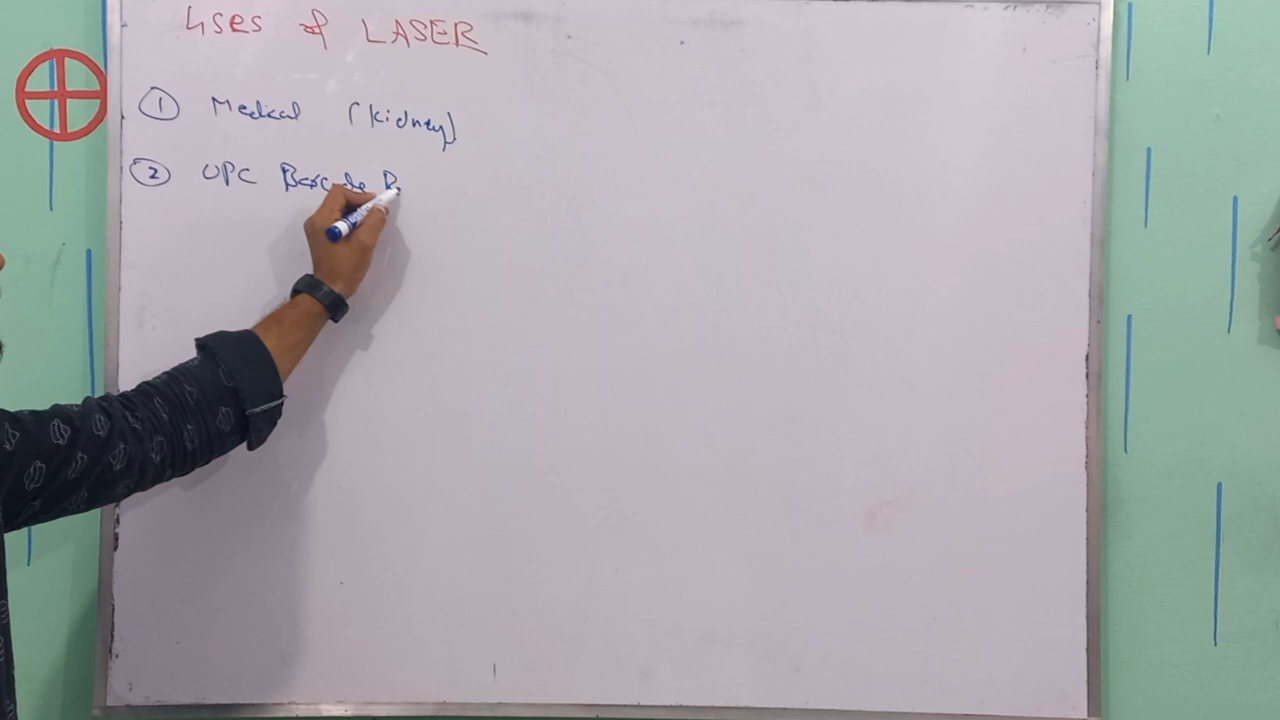 Uses of LASER
① Medical (Kidney)
② UPC Barcode R